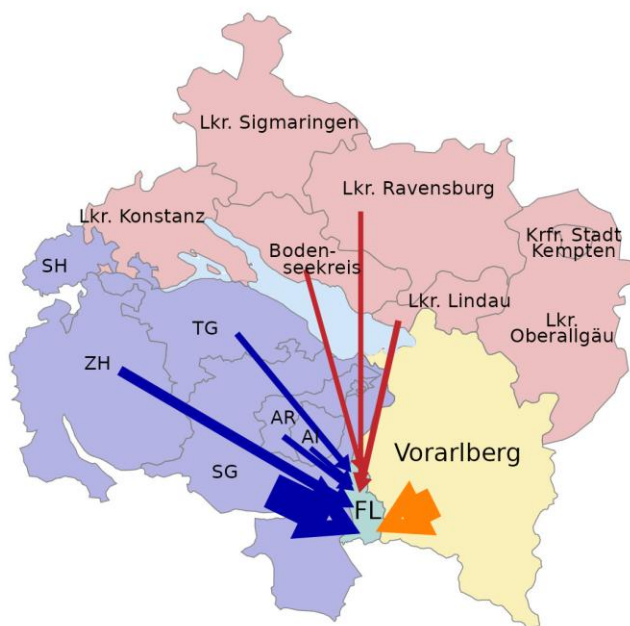 Lkr. Sigmaringen
Lkr. Ravensburg
Lkr. Konstanz
Krfr. Stadt
Kempten
Boden-
seekreis
SH
Lkr. Lindau
Lkr.
Oberallgäu
TG
ZH
AR
AI
Vorarlberg
SG
FL